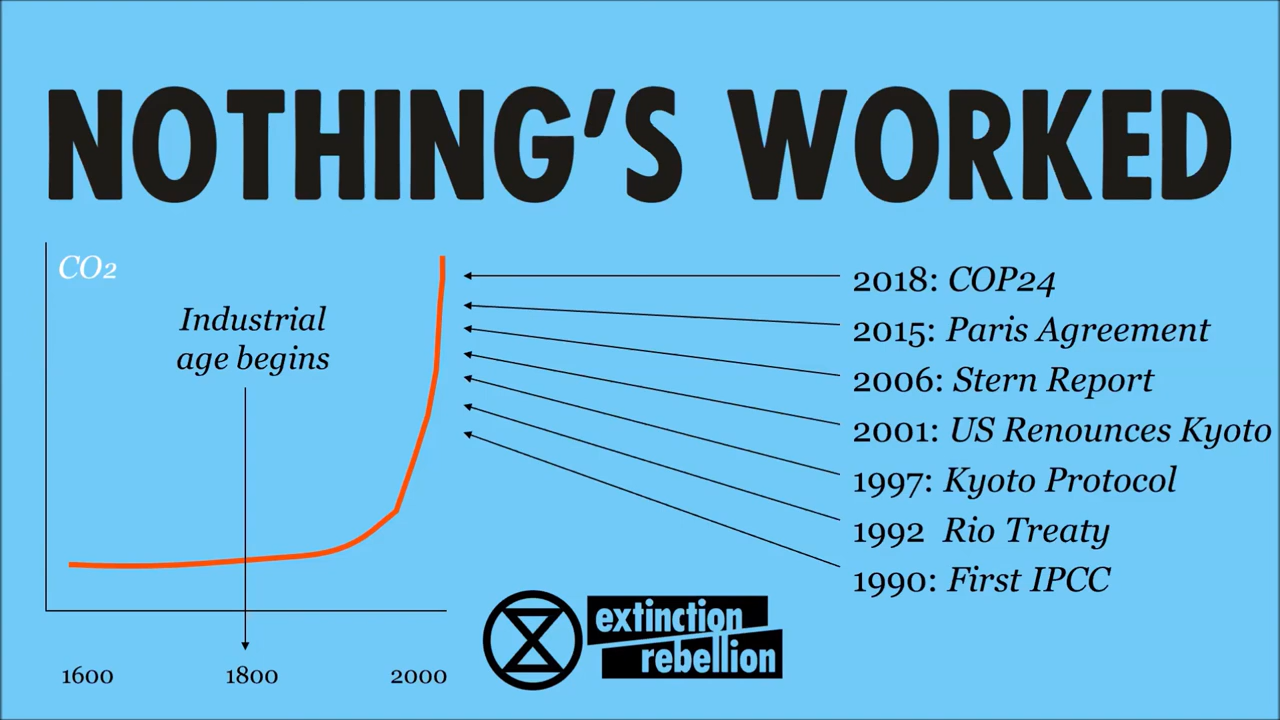 NOTHING'S WORKED
CO2
Industrial
age begins
1600
1800
2000
2018: COP24
2015: Paris Agreement
2006: Stern Report
2001: US Renounces Kyoto
1997: Kyoto Protocol
1992 Rio Treaty
1990: First IPCC
extinction
rebellion